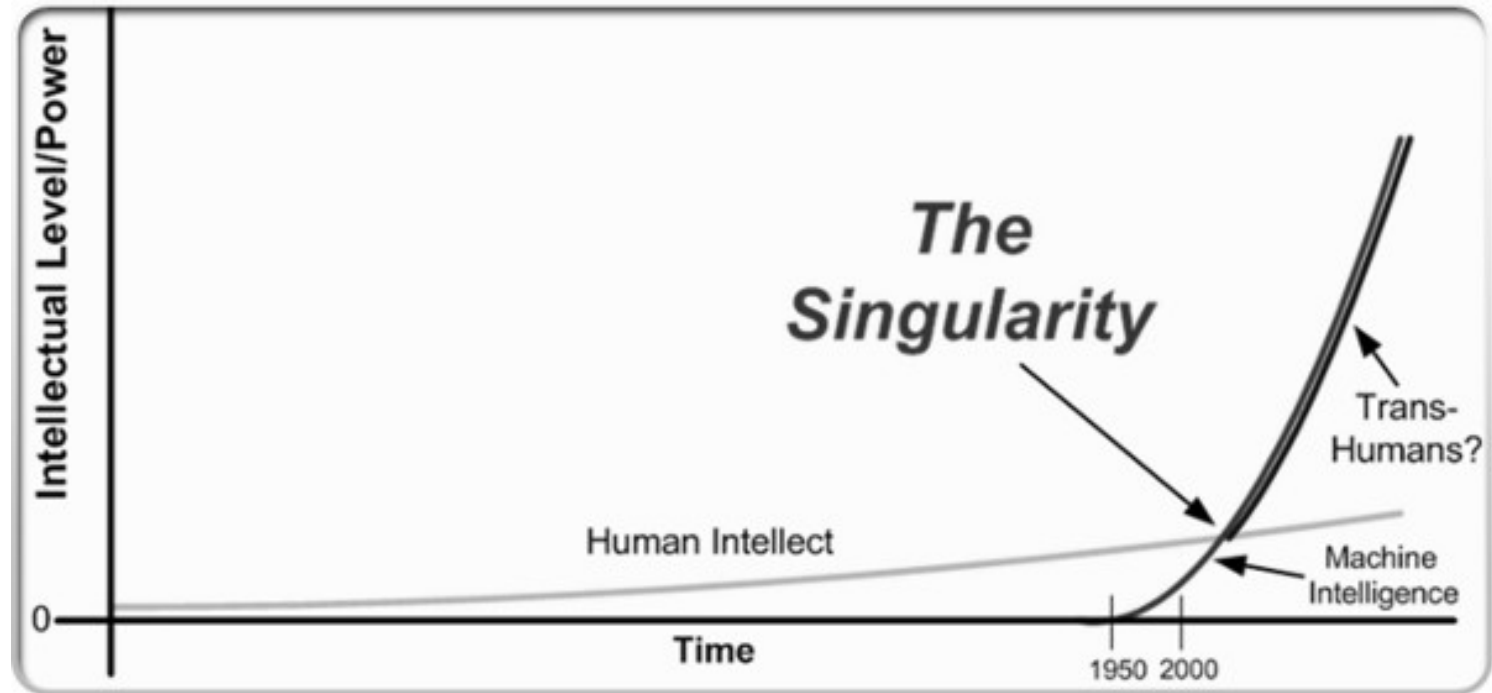 Intellectual Level/Power
The
Singularity
Trans-
Humans?
Human Intellect
Machine
Intelligence
0
Time
1950 2000